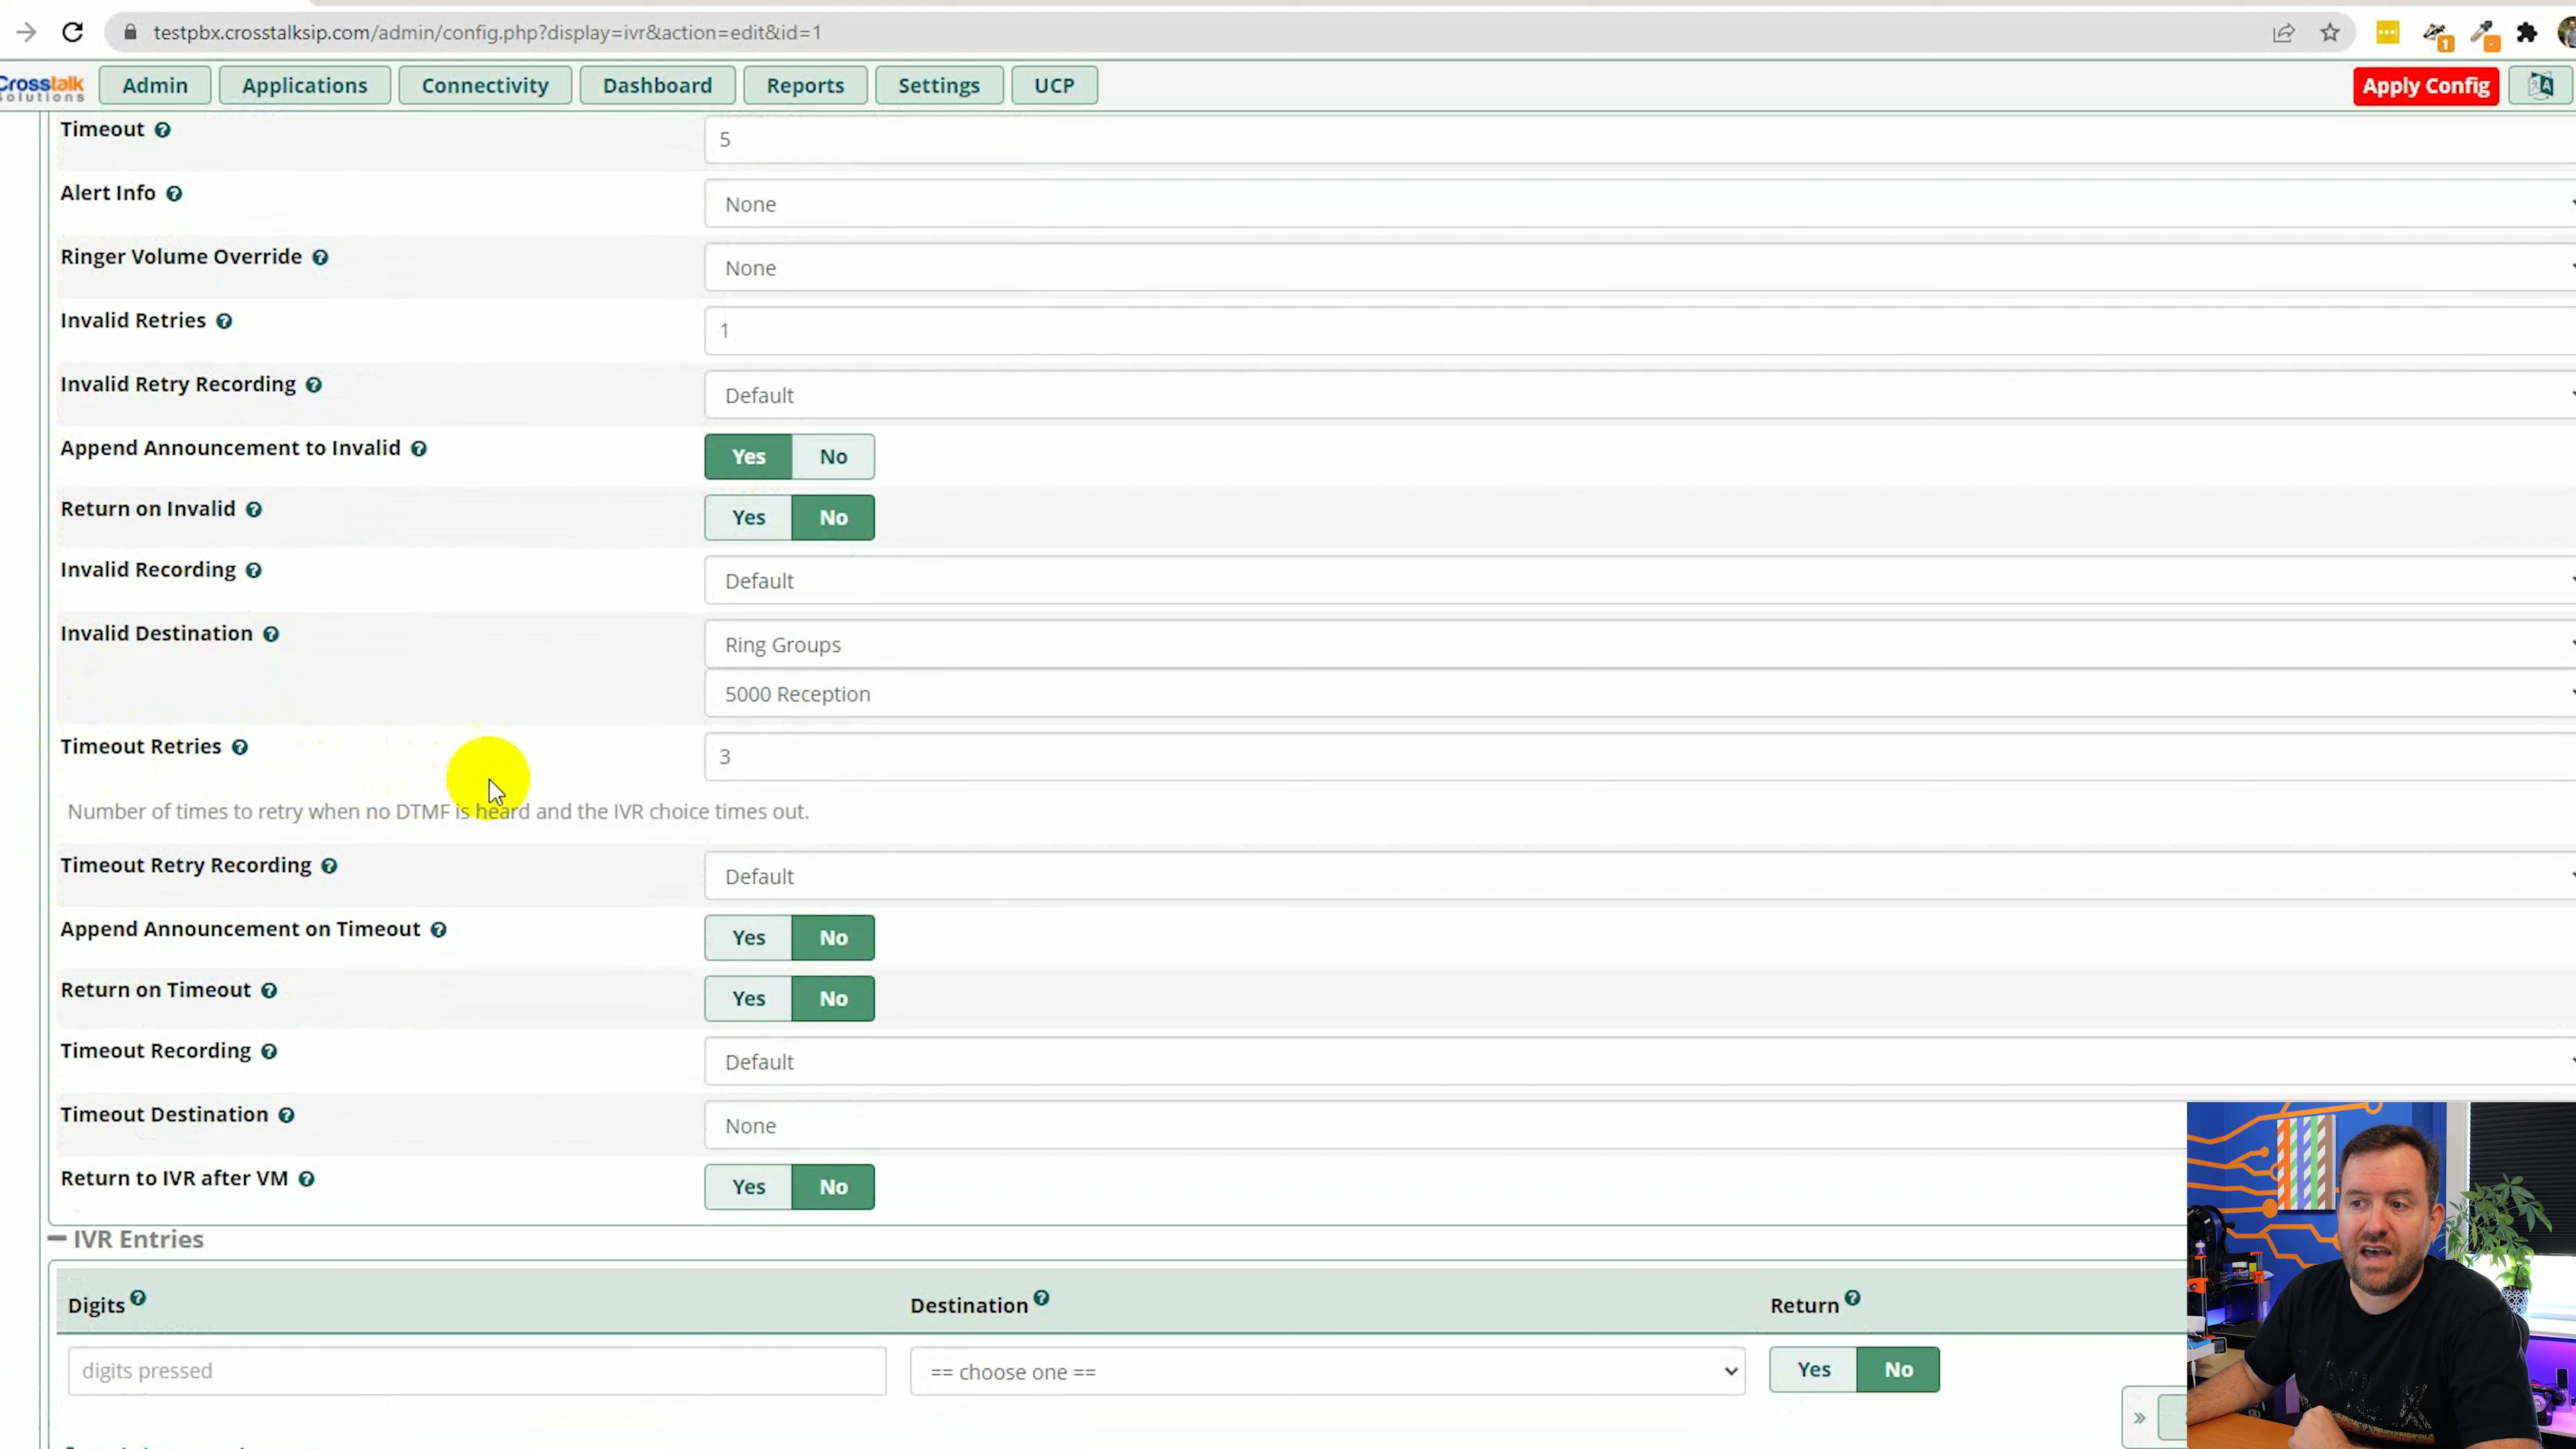 testpbx.crosstalksip.com/admin/config.php?display=ivr&action=edit&id=1
1
Crosstalk
Solutions
Admin
Applications
Connectivity
Dashboard
Reports
Settings
UCP
Apply Config
Timeout
5
Alert Info
None
Ringer Volume Override
None
Invalid Retries
1
Invalid Retry Recording
Default
Append Announcement to Invalid
Yes No
Return on Invalid
Yes No
Invalid Recording
Default
Invalid Destination
Ring Groups
5000 Reception
Timeout Retries
3
Number of times to retry when no DTMF is heard and the IVR choice times out.
Timeout Retry Recording
Default
Append Announcement on Timeout
Yes No
Return on Timeout
Yes No
Timeout Recording
Default
Timeout Destination
None
Return to IVR after VM
Yes No
IVR Entries
Digits Destination Return
digits pressed == choose one == Yes No
»